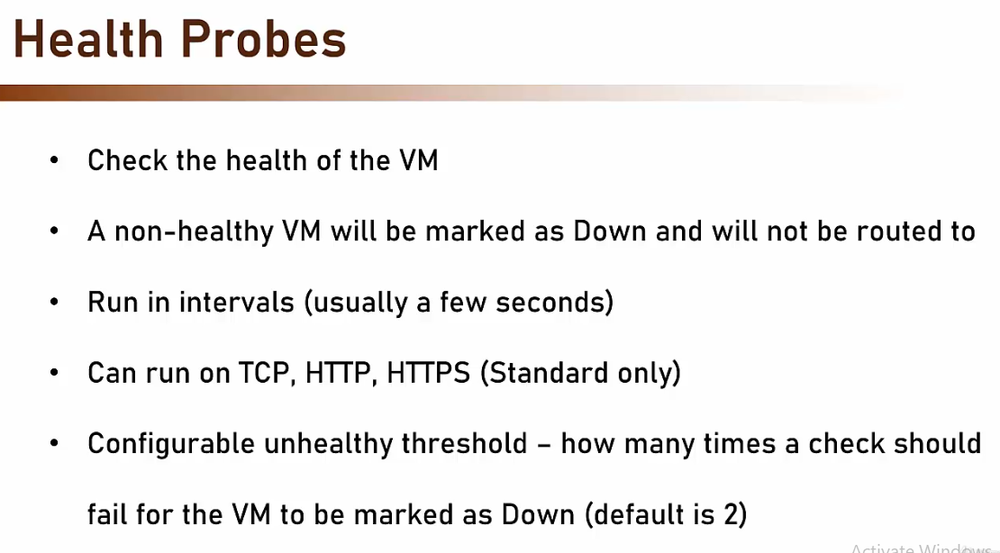 Health Probes
• Check the health of the VM
• A non-healthy VM will be marked as Down and will not be routed to
• Run in intervals (usually a few seconds)
• Can run on TCP, HTTP, HTTPS (Standard only)
• Configurable unhealthy threshold – how many times a check should
fail for the VM to be marked as Down (default is 2)
Activate Windows